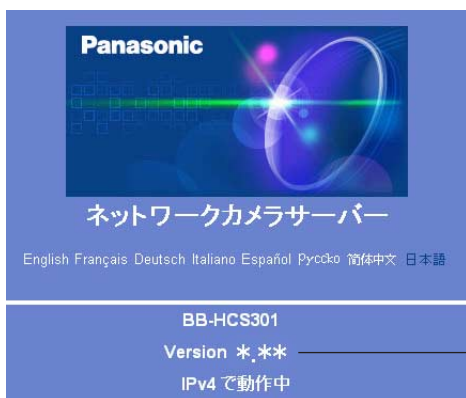 Panasonic
ネットワークカメラサーバー
English Français Deutsch Italiano Español Русско 简体中文 日本語
BB-HCS301
Version *.**
IPv4 で動作中